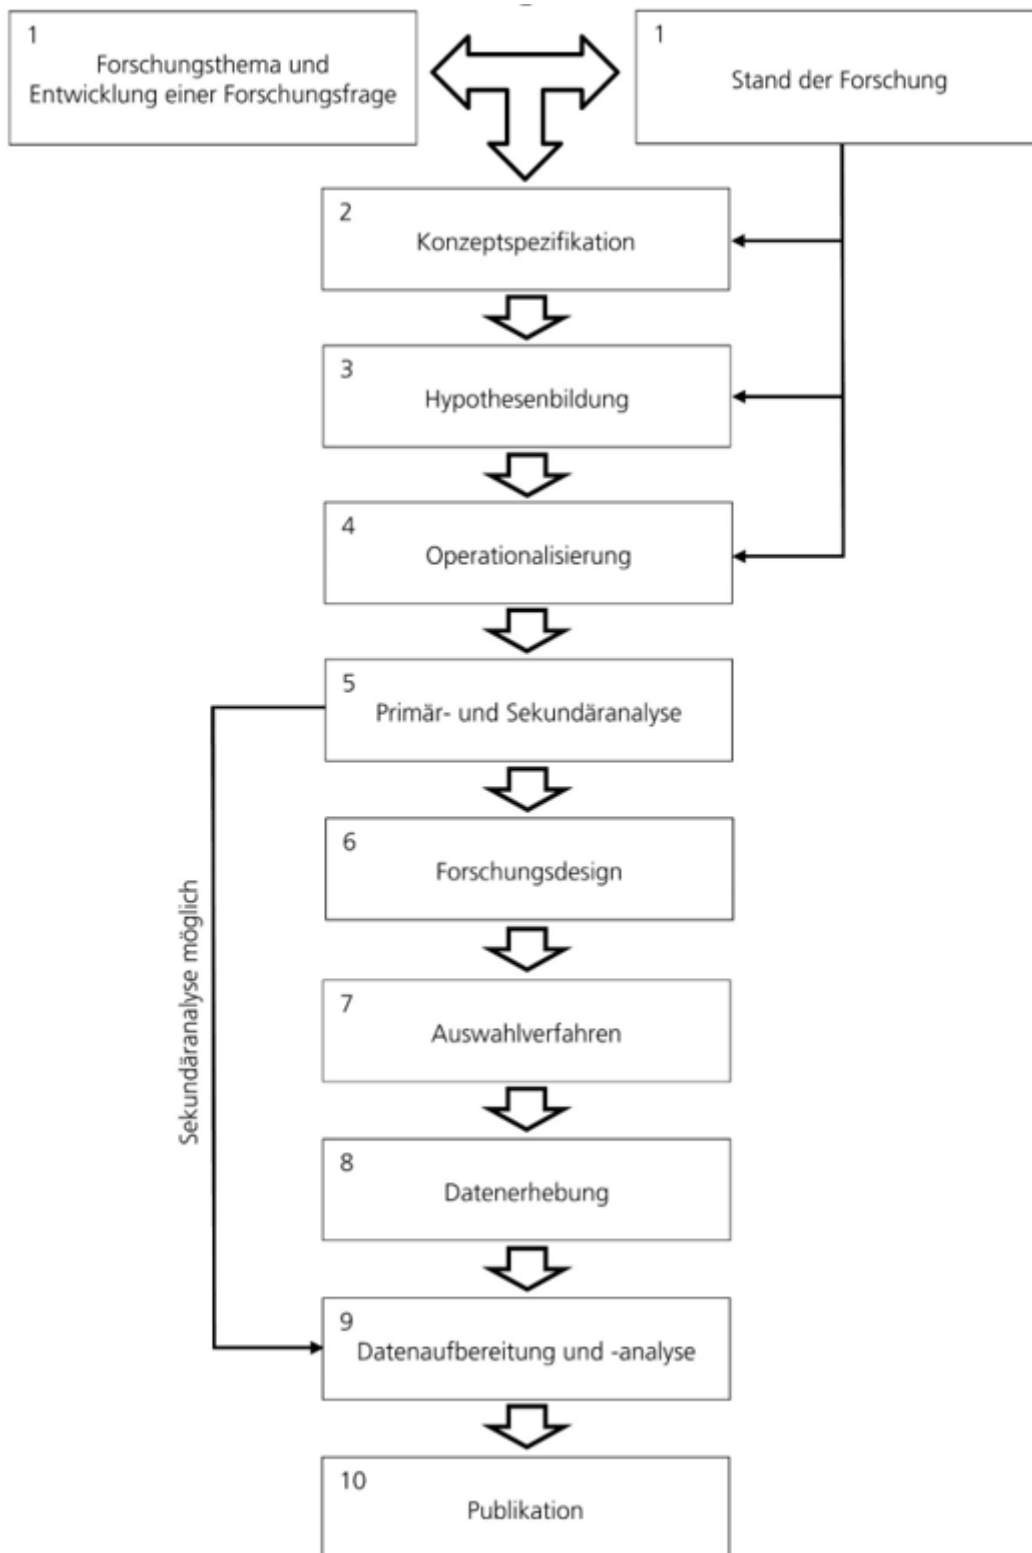 1
Forschungsthema und
Entwicklung einer Forschungsfrage
1
Stand der Forschung
2
Konzeptspezifikation
3
Hypothesenbildung
4
Operationalisierung
5
Primär- und Sekundäranalyse
6
Forschungsdesign
7
Auswahlverfahren
8
Datenerhebung
Sekundäranalyse möglich
9
Datenaufbereitung und -analyse
10
Publikation